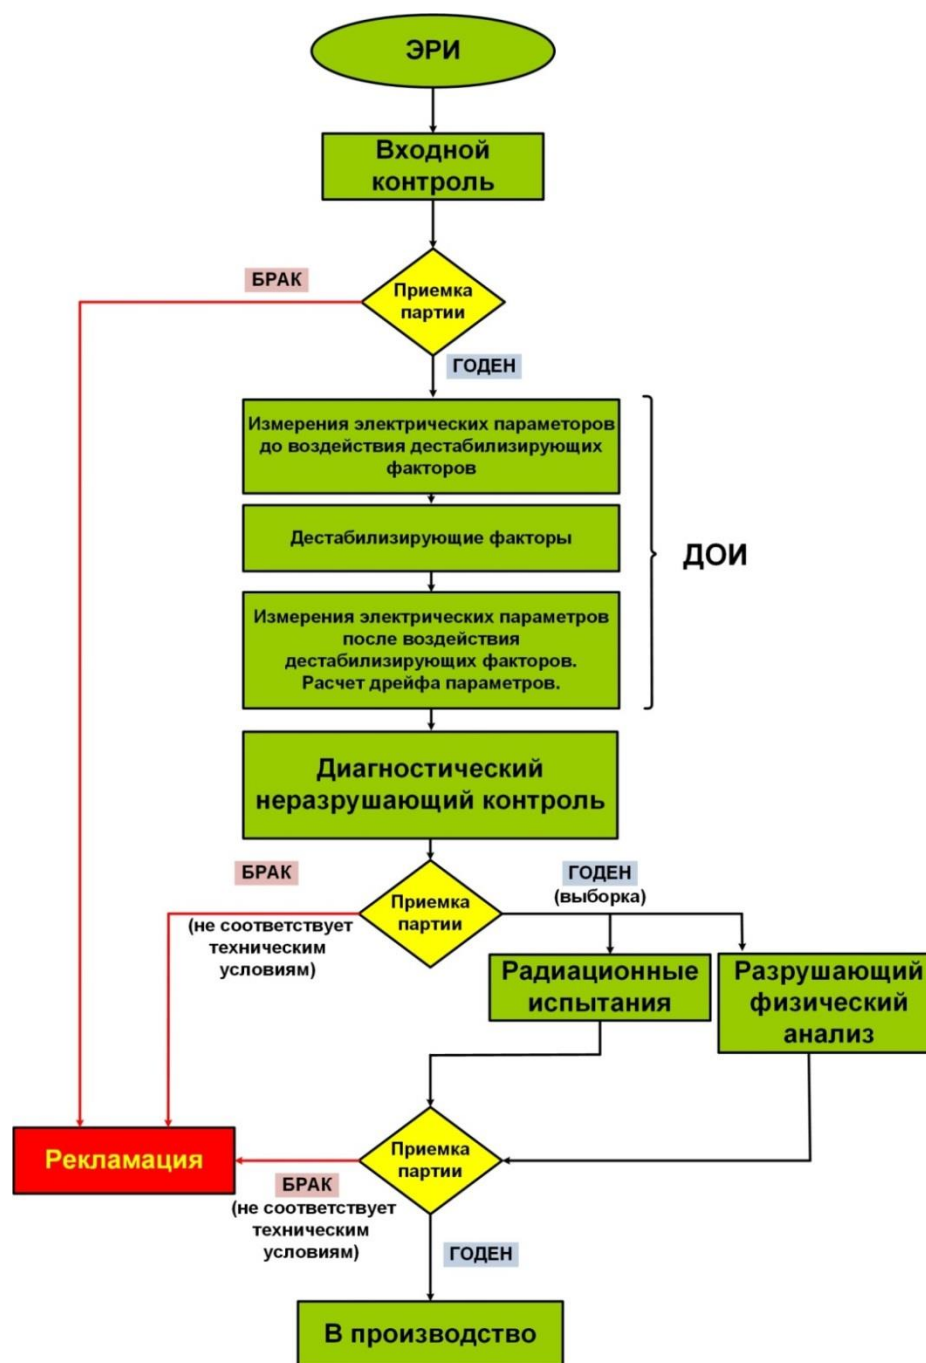 ЭРИ
Входной
контроль
БРАК
Приемка
партии
ГОДЕН
Измерения электрических параметоров
до воздействия дестабилизирующих
факторов
Дестабилизирующие факторы
ДОИ
Измерения электрических параметров
после воздействия
дестабилизирующих факторов.
Расчет дрейфа параметров.
Диагностический
неразрушающий контроль
БРАК
(не соответствует
техническим
условиям)
Приемка
партии
ГОДЕН
(выборка)
Радиационные
испытания
Разрушающий
физический
анализ
Рекламация
Приемка
партии
БРАК
(не соответствует
техническим
условиям)
ГОДЕН
В производство